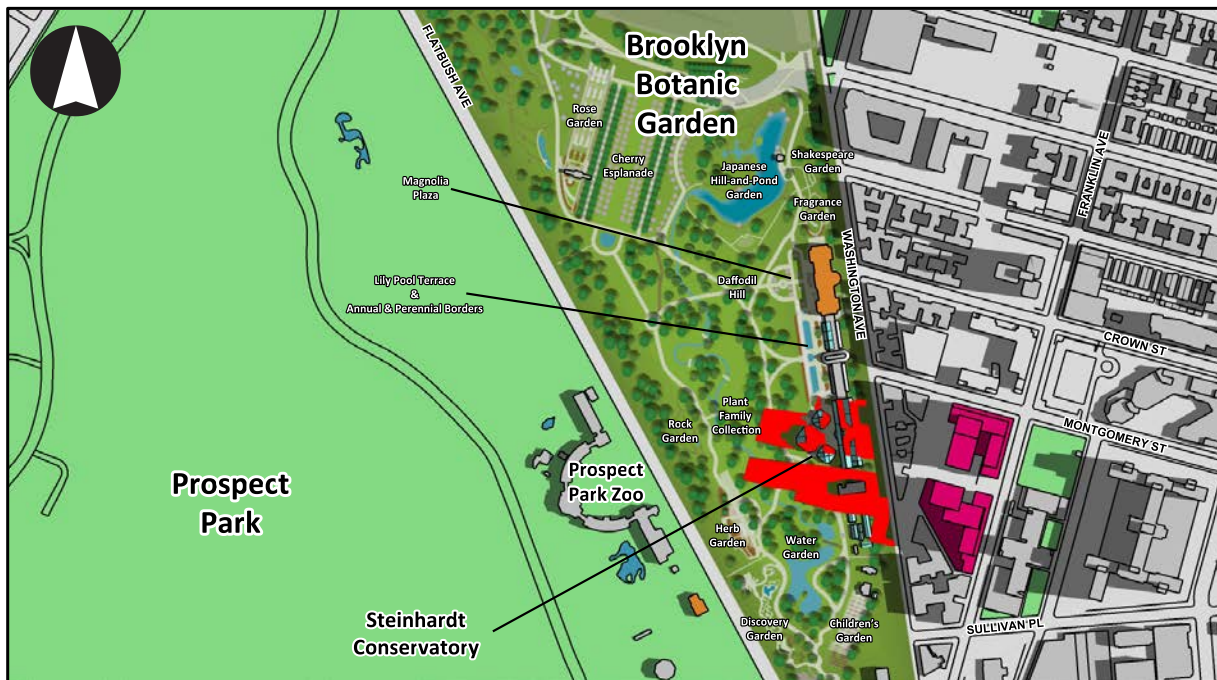 FLATBUSH AVE
Brooklyn
Botanic
Garden
Rose
Garden
Cherry
Esplanade
Japanese
Hill-and-Pond
Garden
Shakespeare
Garden
Fragrance
Garden
FRANKLIN AVE
Magnolia
Plaza
WASHINGTON AVE
Lily Pool Terrace
&
Annual & Perennial Borders
Daffodil
Hill
CROWN ST
Plant
Family
Collection
Rock
Garden
MONTGOMERY ST
Prospect
Park
Prospect
Park Zoo
Herb
Garden
Water
Garden
Steinhardt
Conservatory
Discovery
Garden
Children's
Garden
SULLIVAN PL